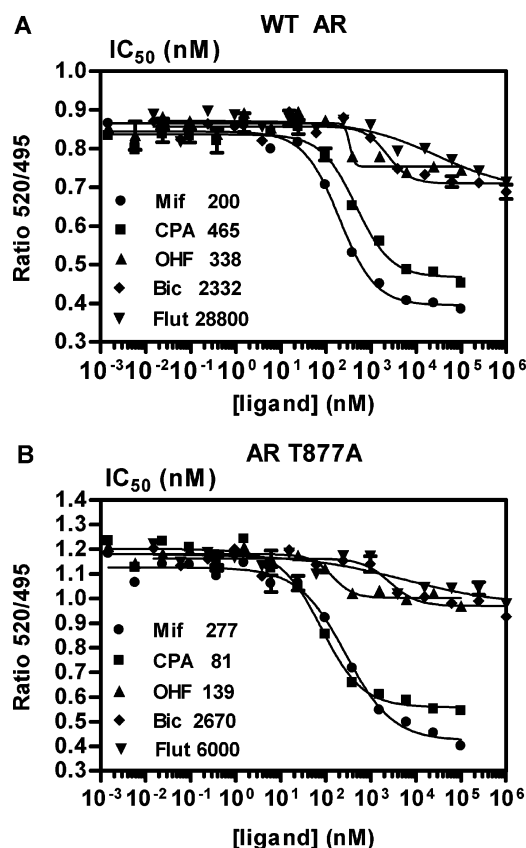 A
WT AR
IC50 (nM)
Ratio 520/495
1.0
0.9
0.8
0.7
0.6
0.5
0.4
0.3
Mif 200
CPA 465
OHF 338
Bic 2332
Flut 28800
10-3 10-2 10-1 100 101 102 103 104 105 106
[ligand] (nM)
B
AR T877A
IC50 (nM)
Ratio 520/495
1.4
1.3
1.2
1.1
1.0
0.9
0.8
0.7
0.6
0.5
0.4
0.3
Mif 277
CPA 81
OHF 139
Bic 2670
Flut 6000
10-3 10-2 10-1 100 101 102 103 104 105 106
[ligand] (nM)